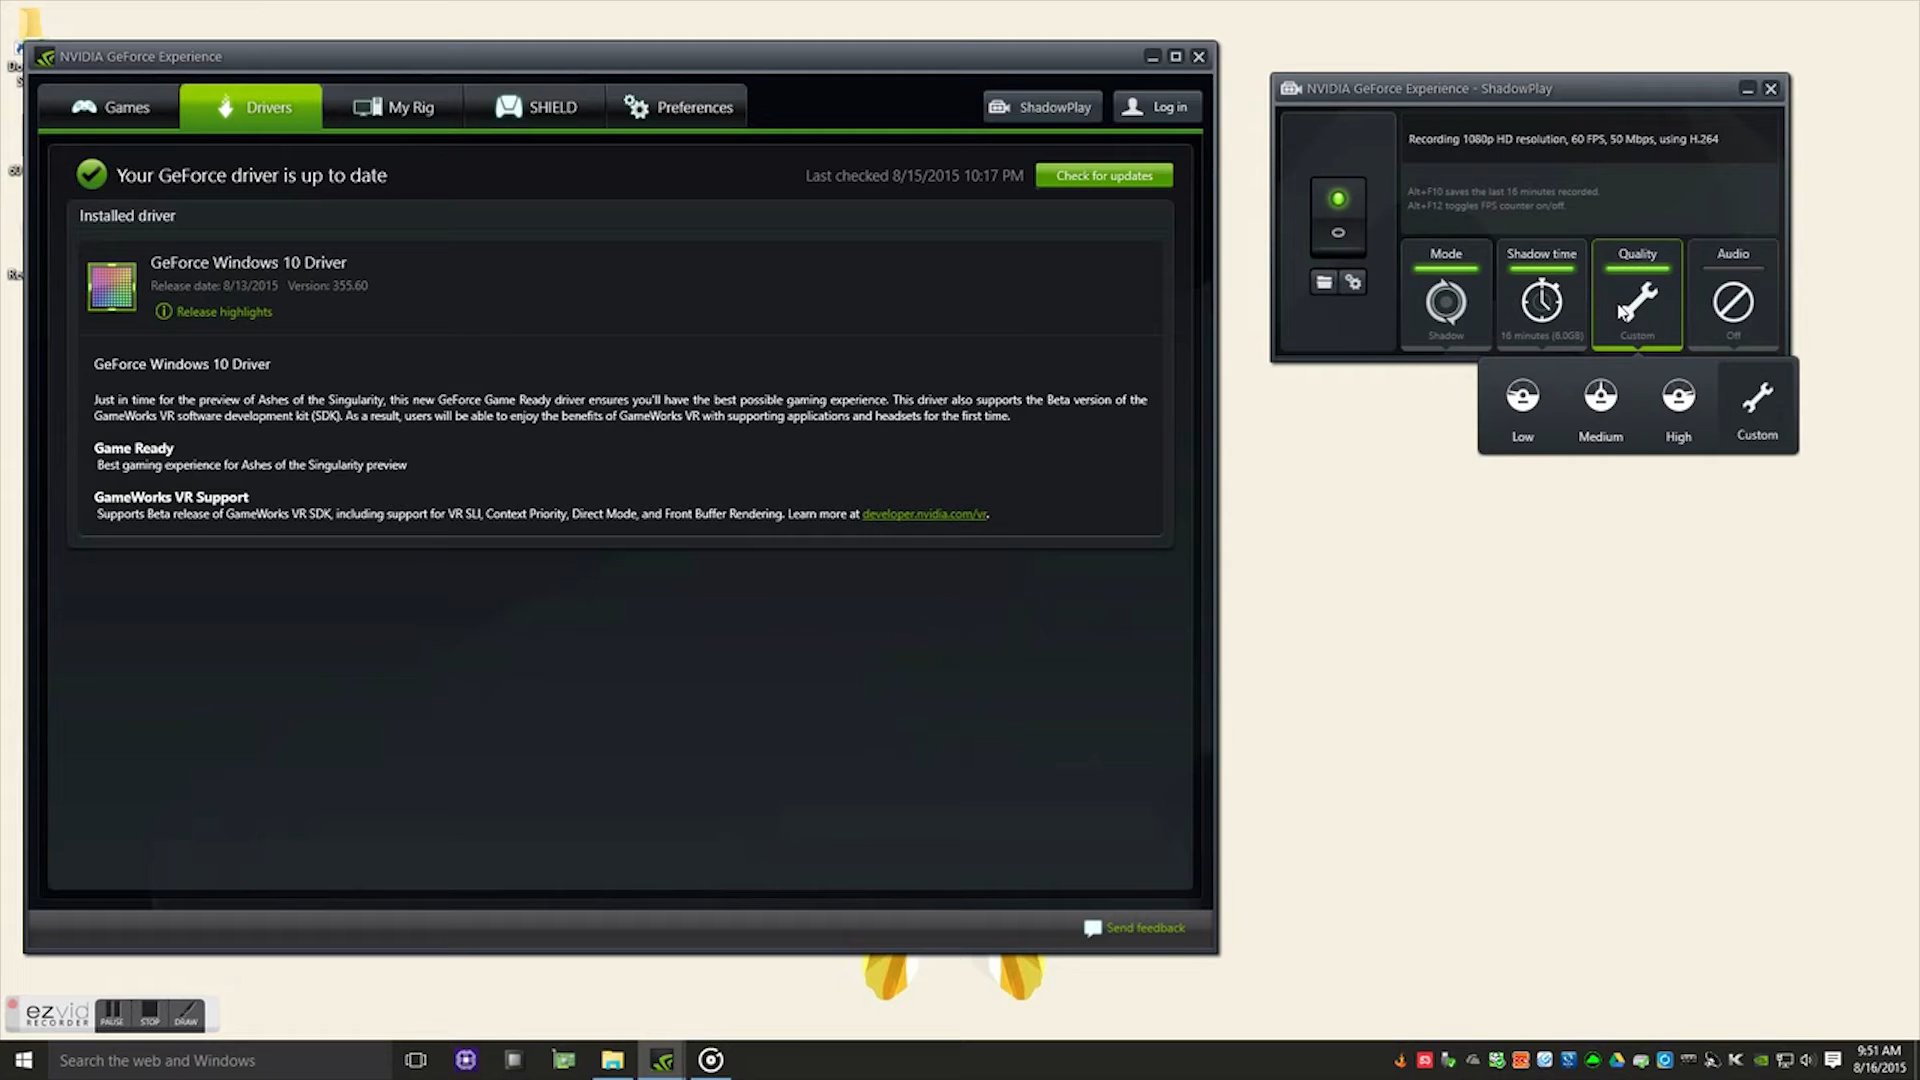 NVIDIA GeForce Experience
Games
Drivers
My Rig
SHIELD
Preferences
ShadowPlay
Log in
Your GeForce driver is up to date
Last checked 8/15/2015 10:17 PM
Check for updates
Installed driver
GeForce Windows 10 Driver
Release date: 8/13/2015 Version: 355.60
Release highlights
GeForce Windows 10 Driver
Just in time for the preview of Ashes of the Singularity, this new GeForce Game Ready driver ensures you'll have the best possible gaming experience. This driver also supports the Beta version of the
GameWorks VR software development kit (SDK). As a result, users will be able to enjoy the benefits of GameWorks VR with supporting applications and headsets for the first time.
Game Ready
Best gaming experience for Ashes of the Singularity preview
GameWorks VR Support
Supports Beta release of GameWorks VR SDK, including support for VR SLI, Context Priority, Direct Mode, and Front Buffer Rendering. Learn more at developer.nvidia.com/vr.
Send feedback
NVIDIA GeForce Experience - ShadowPlay
Recording 1080p HD resolution, 60 FPS, 50 Mbps, using H.264
Alt+F10 saves the last 16 minutes recorded.
Alt+F12 toggles FPS counter on/off.
Mode
Shadow time
Quality
Audio
Shadow
16 minutes (6.0GB)
Custom
Off
Low
Medium
High
Custom
ezvid
RECORDER
PAUSE
STOP
DRAW
Search the web and Windows
9:51 AM
8/16/2015